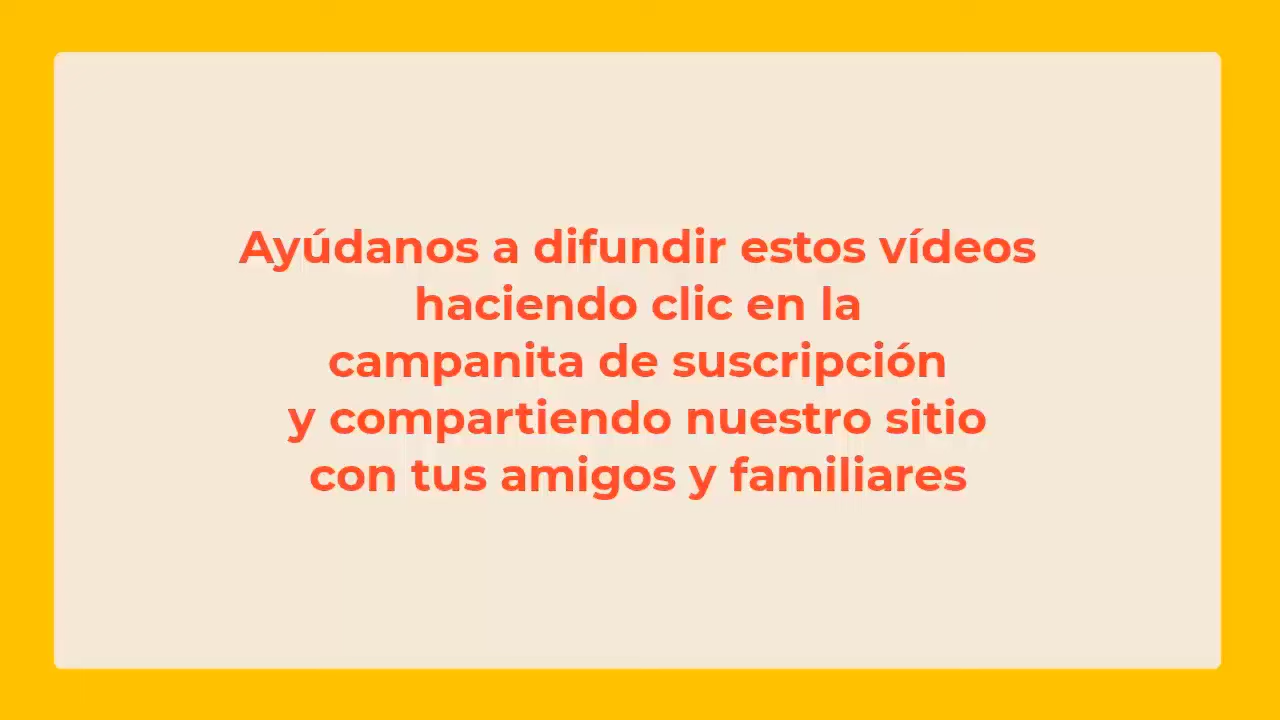 Ayúdanos a difundir estos vídeos
haciendo clic en la
campanita de suscripción
y compartiendo nuestro sitio
con tus amigos y familiares